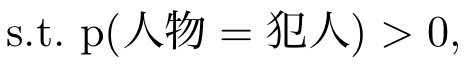 s.t. p(人物 = 犯人) > 0,